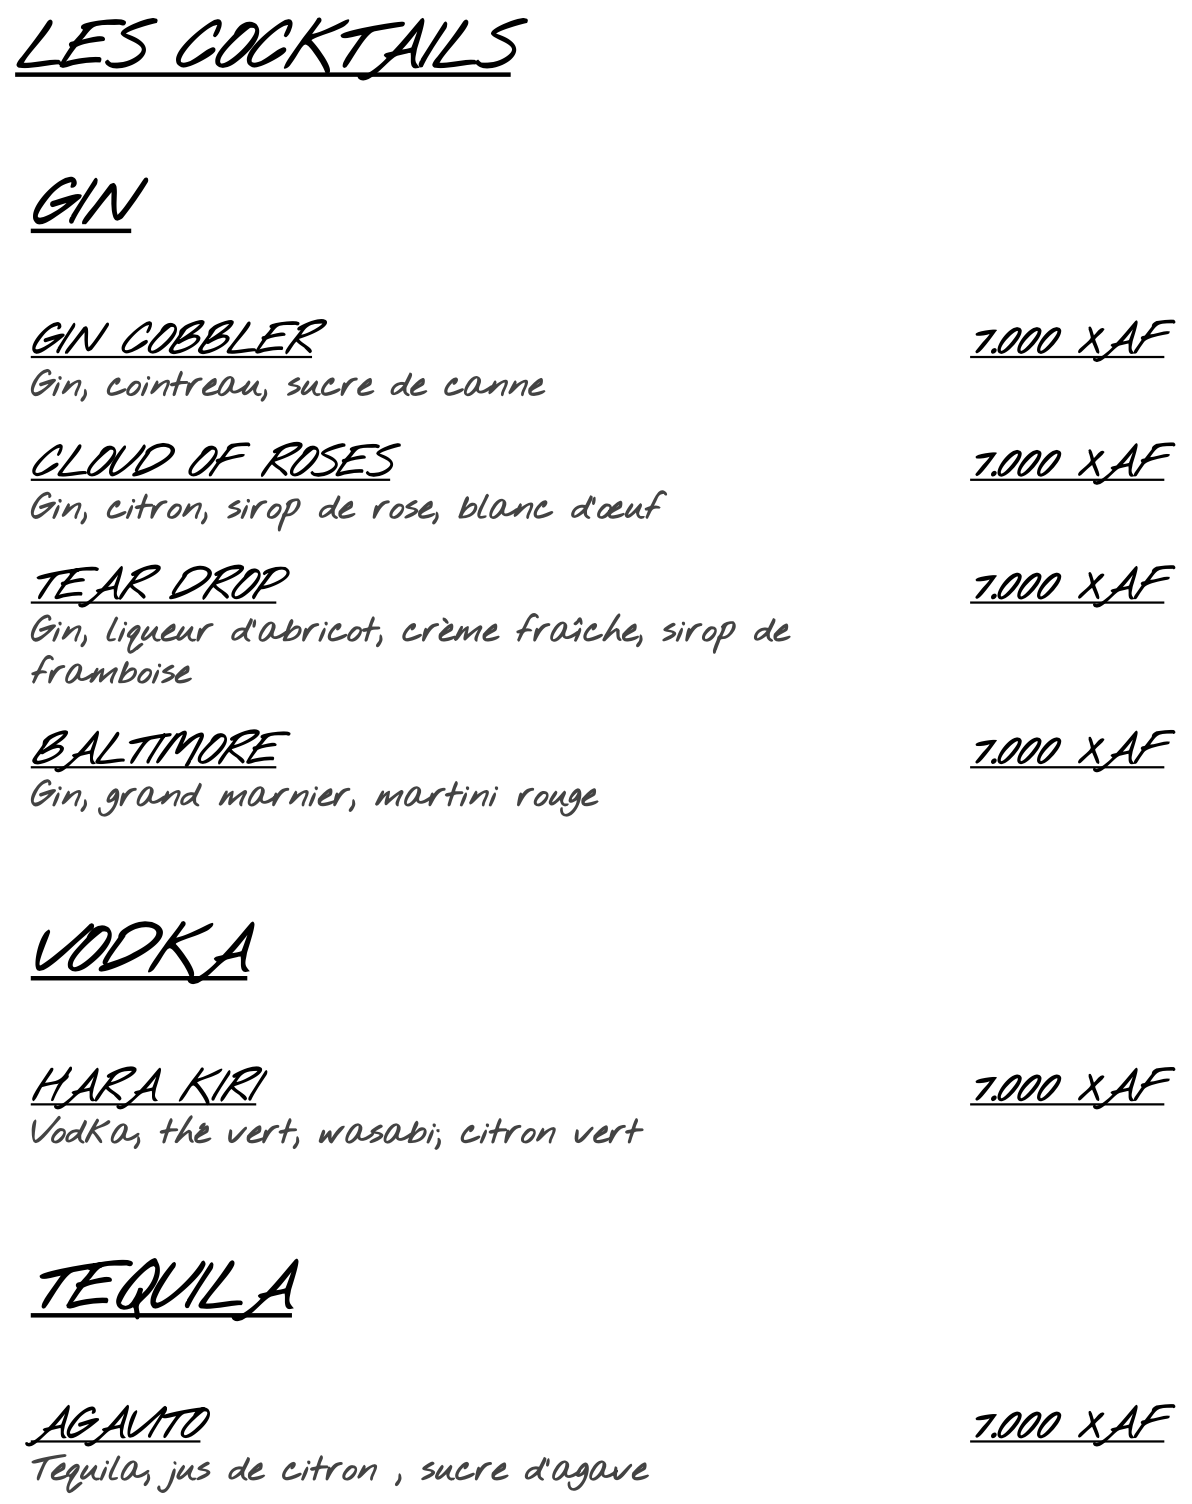 LES COCKTAILS
GIN
GIN COBBLER 7.000 XAF
Gin, cointreau, sucre de canne
CLOUD OF ROSES 7.000 XAF
Gin, citron, sirop de rose, blanc d'œuf
TEAR DROP 7.000 XAF
Gin, liqueur d'abricot, crème fraîche, sirop de
framboise
BALTIMORE 7.000 XAF
Gin, grand marnier, martini rouge
VODKA
HARA KIRI 7.000 XAF
Vodka, thé vert, wasabi, citron vert
TEQUILA
AGAVITO 7.000 XAF
Tequila, jus de citron , sucre d'agave